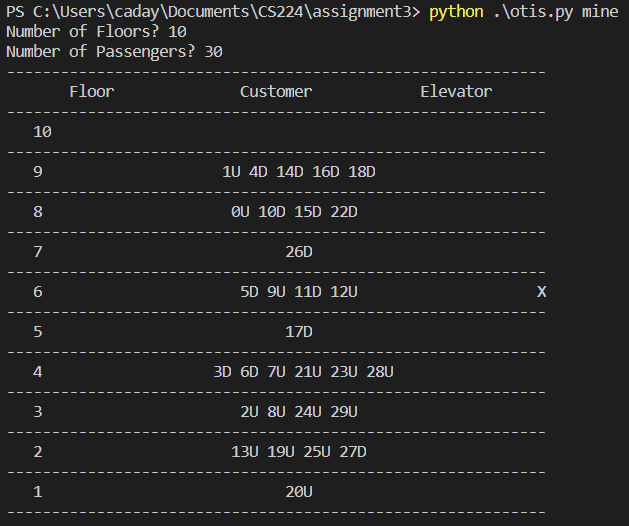 PS C:\Users\caday\Documents\CS224\assignment3> python .\otis.py mine
Number of Floors? 10
Number of Passengers? 30
------------------------------------------------------------
Floor Customer Elevator
------------------------------------------------------------
10
------------------------------------------------------------
9 1U 4D 14D 16D 18D
------------------------------------------------------------
8 0U 10D 15D 22D
------------------------------------------------------------
7 26D
------------------------------------------------------------
6 5D 9U 11D 12U X
------------------------------------------------------------
5 17D
------------------------------------------------------------
4 3D 6D 7U 21U 23U 28U
------------------------------------------------------------
3 2U 8U 24U 29U
------------------------------------------------------------
2 13U 19U 25U 27D
------------------------------------------------------------
1 20U
------------------------------------------------------------